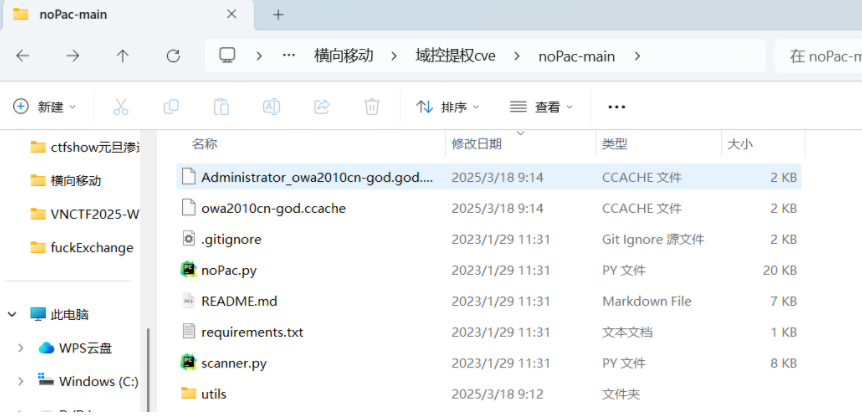 noPac-main
… 横向移动 域控提权cve noPac-main 在 noPac-m
新建 排序 查看 •••
名称 修改日期 类型 大小
ctfshow元旦渗
横向移动
VNCTF2025-W
fuckExchange
此电脑
WPS云盘
Windows (C:)
Administrator_owa2010cn-god.god.... 2025/3/18 9:14 CCACHE 文件 2 KB
owa2010cn-god.ccache 2025/3/18 9:14 CCACHE 文件 2 KB
.gitignore 2023/1/29 11:31 Git Ignore 源文件 2 KB
noPac.py 2023/1/29 11:31 PY 文件 20 KB
README.md 2023/1/29 11:31 Markdown File 7 KB
requirements.txt 2023/1/29 11:31 文本文档 1 KB
scanner.py 2023/1/29 11:31 PY 文件 8 KB
utils 2025/3/18 9:12 文件夹